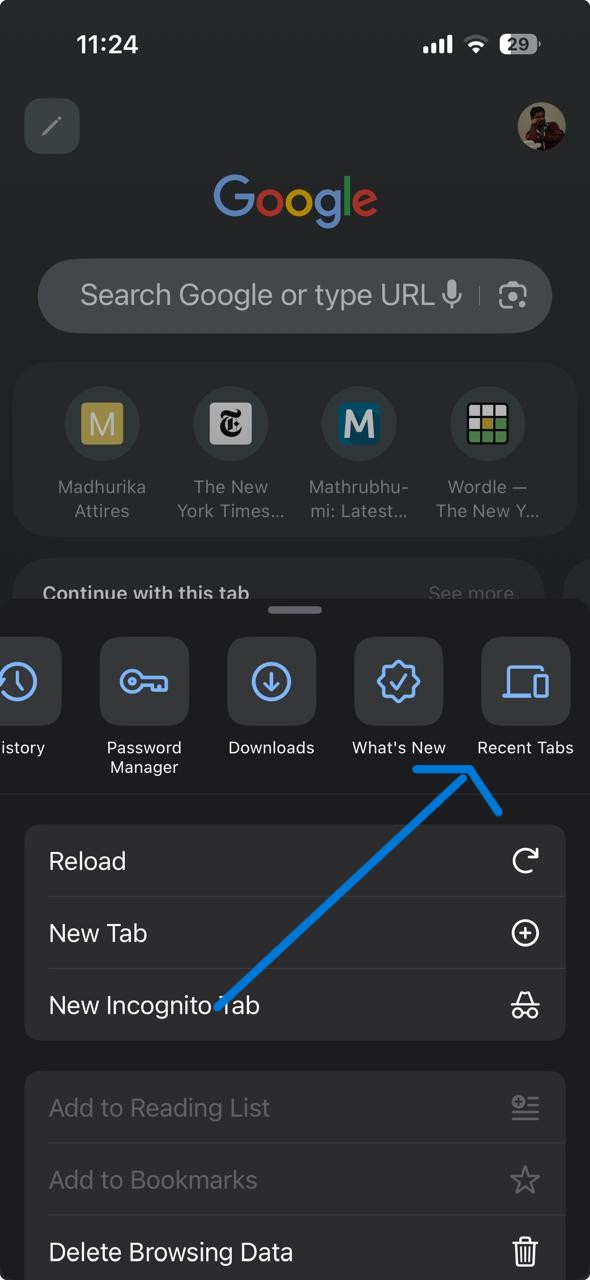 11:24
29
Google
Search Google or type URL
M
M
Madhurika
Attires
The New
York Times...
Mathrubhu-
mi: Latest...
Wordle —
The New Y...
Continue with this tab
See more
istory
Password
Manager
Downloads
What's New
Recent Tabs
Reload
New Tab
New Incognito Tab
Add to Reading List
Add to Bookmarks
Delete Browsing Data